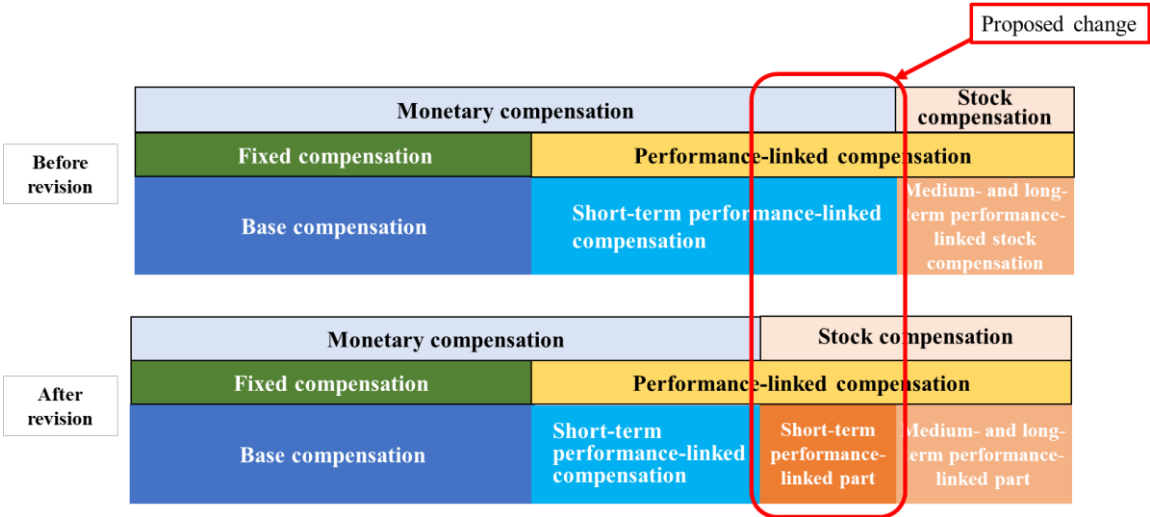 Proposed change
Monetary compensation
Stock
compensation
Before
revision
Fixed compensation
Performance-linked compensation
Base compensation
Short-term performance-linked
compensation
Medium- and long-
term performance-
linked stock
compensation
Monetary compensation
Stock compensation
After
revision
Fixed compensation
Performance-linked compensation
Base compensation
Short-term
performance-linked
compensation
Short-term
performance-
linked part
Medium- and long-
term performance-
linked part